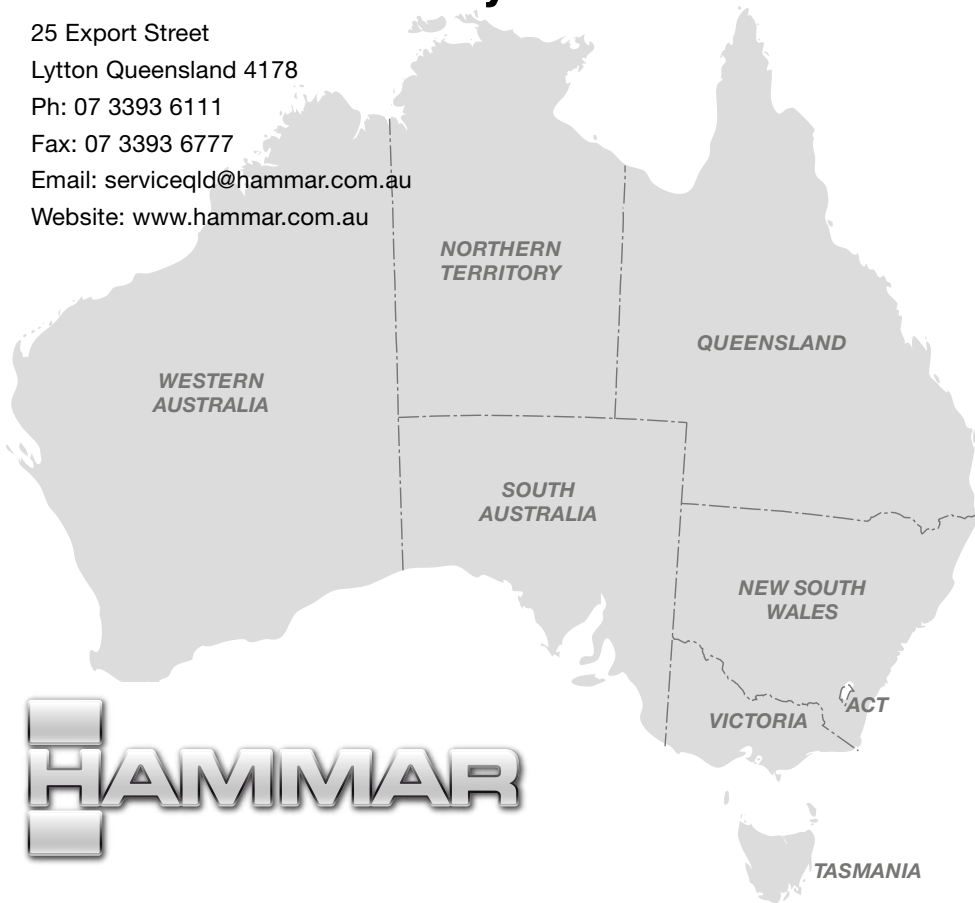 25 Export Street
Lytton Queensland 4178
Ph: 07 3393 6111
Fax: 07 3393 6777
Email: serviceqld@hammar.com.au
Website: www.hammar.com.au
NORTHERN
TERRITORY
QUEENSLAND
WESTERN
AUSTRALIA
SOUTH
AUSTRALIA
NEW SOUTH
WALES
ACT
VICTORIA
HAMMAR
TASMANIA